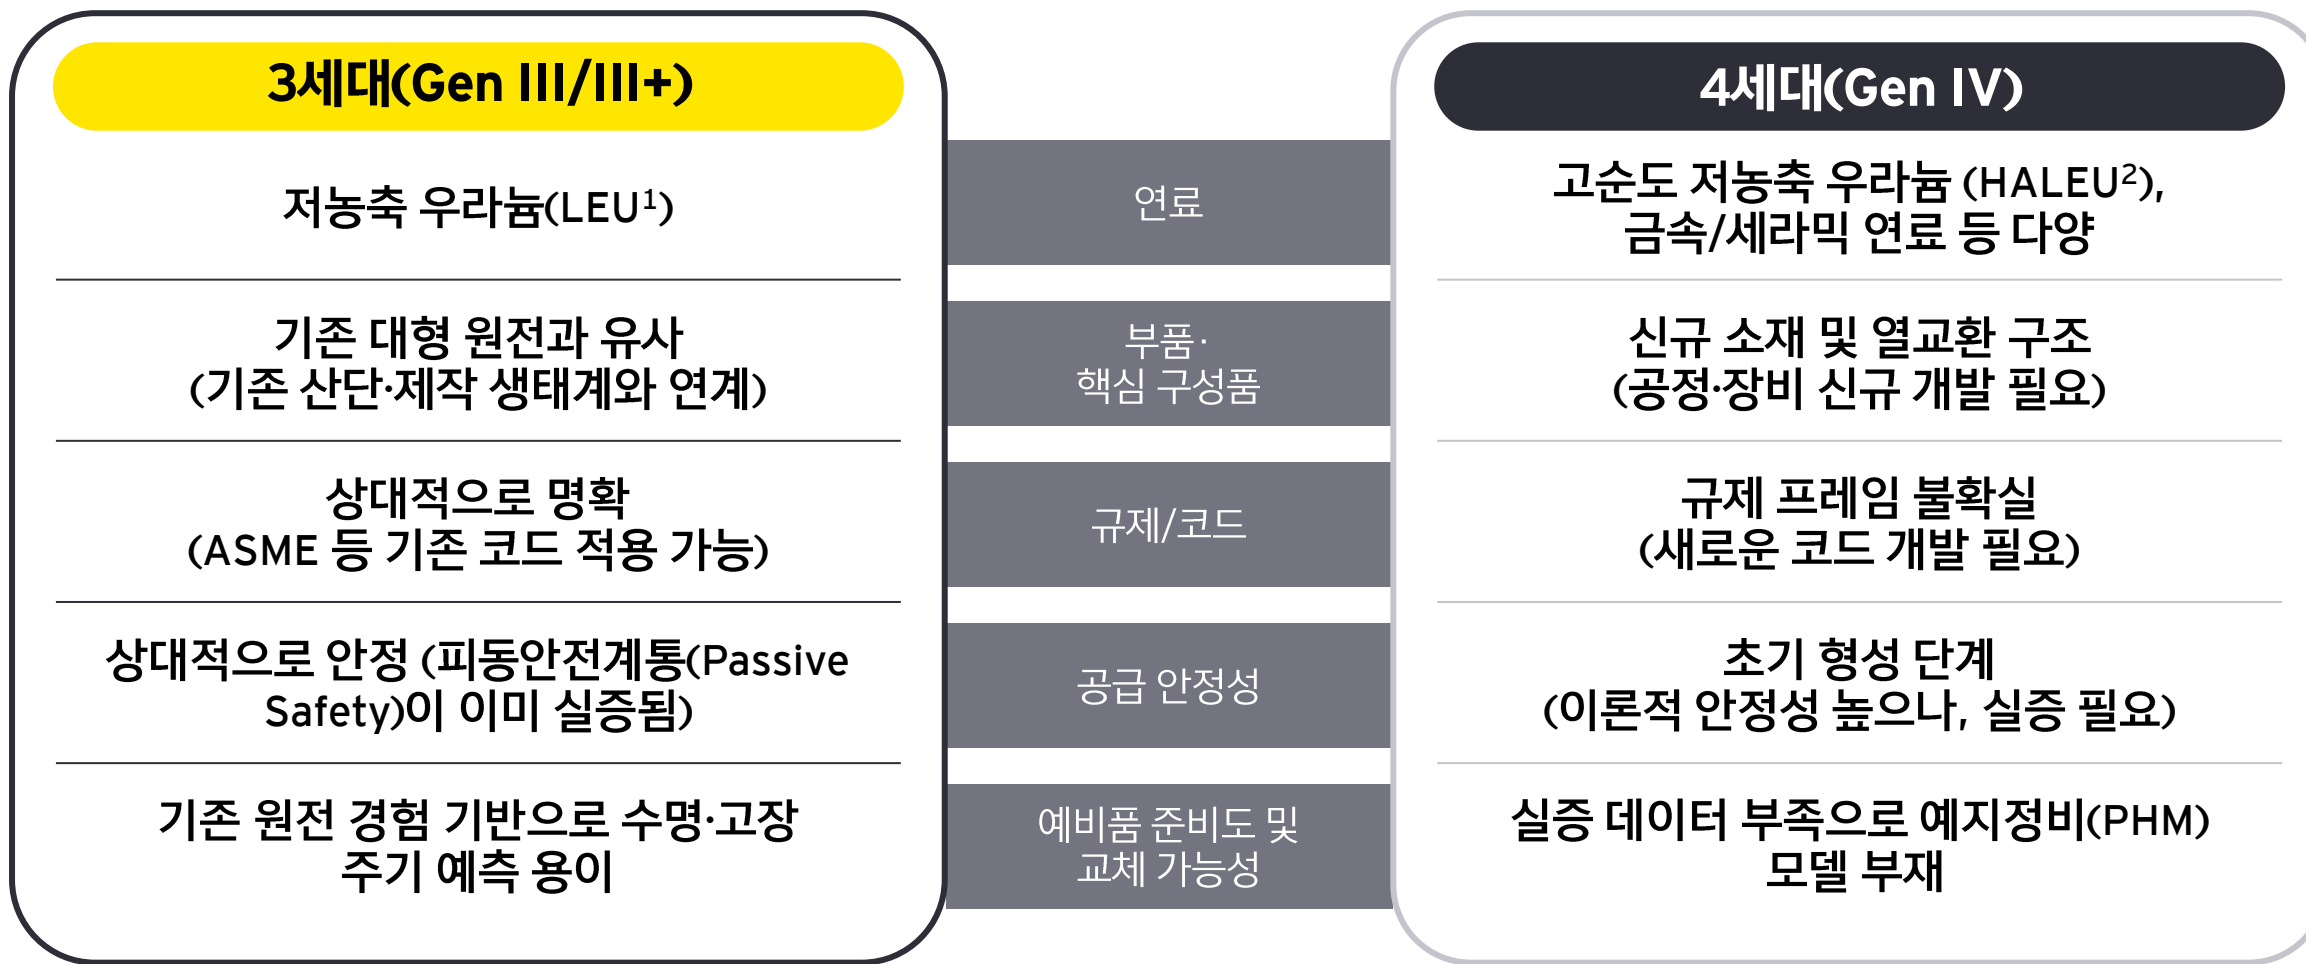 3세대(Gen III/III+)
4세대(Gen IV)
저농축 우라늄(LEU¹)
연료
고순도 저농축 우라늄 (HALEU²),
금속/세라믹 연료 등 다양
기존 대형 원전과 유사
(기존 산단·제작 생태계와 연계)
부품·
핵심 구성품
신규 소재 및 열교환 구조
(공정·장비 신규 개발 필요)
상대적으로 명확
(ASME 등 기존 코드 적용 가능)
규제/코드
규제 프레임 불확실
(새로운 코드 개발 필요)
상대적으로 안정 (피동안전계통(Passive
Safety)이 이미 실증됨)
공급 안정성
초기 형성 단계
(이론적 안정성 높으나, 실증 필요)
기존 원전 경험 기반으로 수명·고장
주기 예측 용이
예비품 준비도 및
교체 가능성
실증 데이터 부족으로 예지정비(PHM)
모델 부재